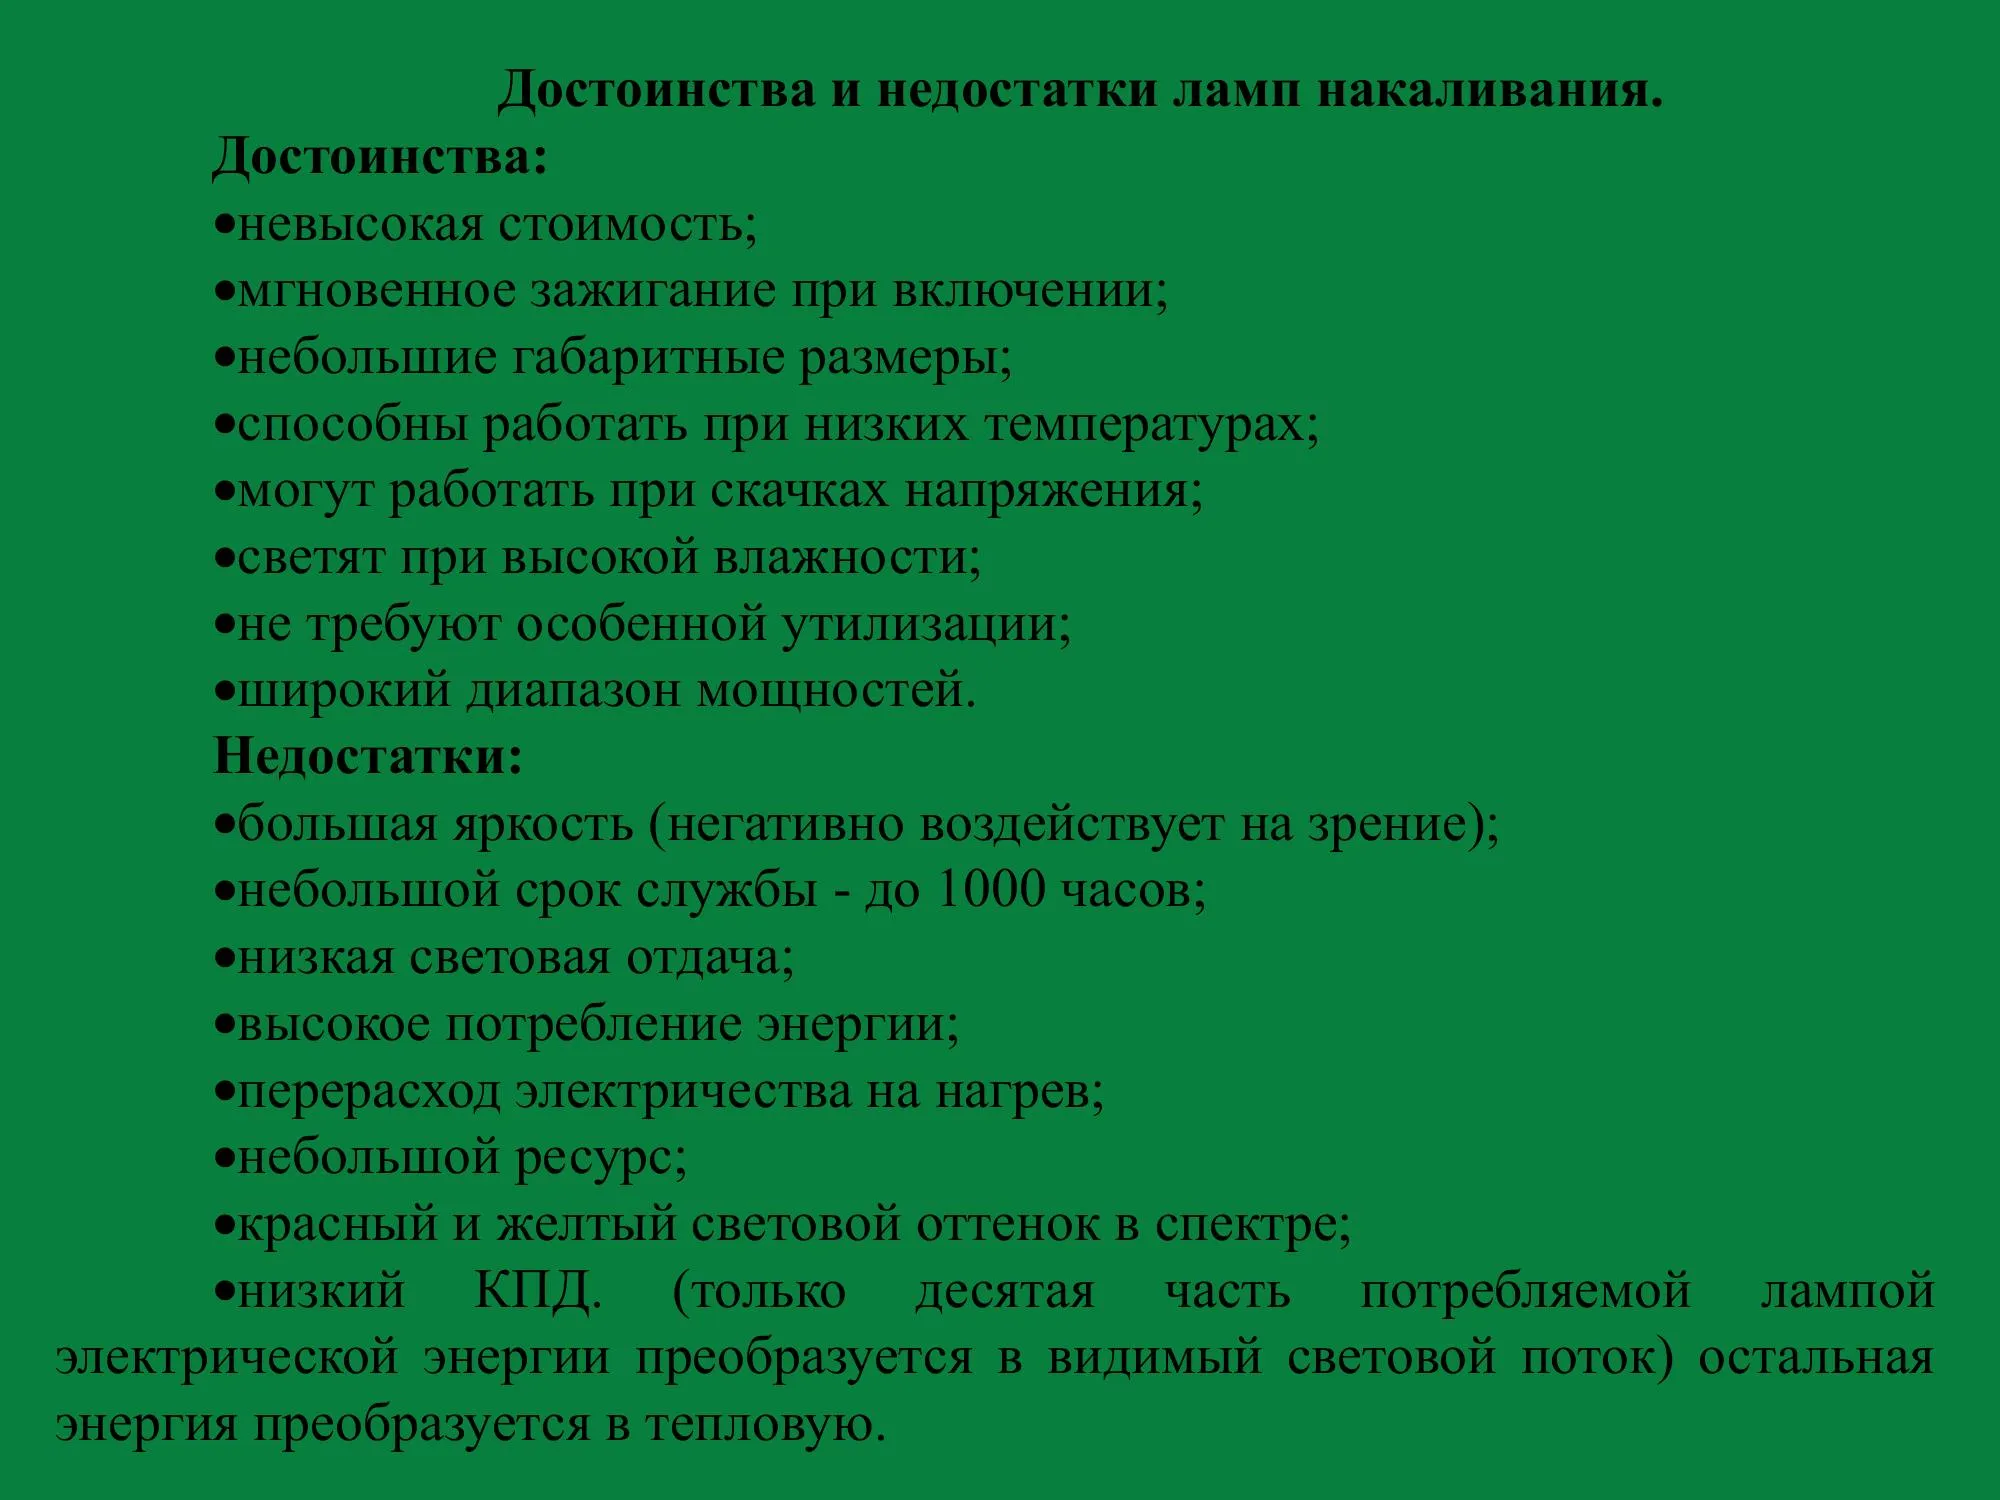 Достоинства и недостатки ламп накаливания.
Достоинства:
•невысокая стоимость;
•мгновенное зажигание при включении;
•небольшие габаритные размеры;
•способны работать при низких температурах;
•могут работать при скачках напряжения;
•светят при высокой влажности;
•не требуют особенной утилизации;
•широкий диапазон мощностей.
Недостатки:
•большая яркость (негативно воздействует на зрение);
•небольшой срок службы - до 1000 часов;
•низкая световая отдача;
•высокое потребление энергии;
•перерасход электричества на нагрев;
•небольшой ресурс;
•красный и желтый световой оттенок в спектре;
•низкий КПД. (только десятая часть потребляемой лампой
электрической энергии преобразуется в видимый световой поток) остальная
энергия преобразуется в тепловую.